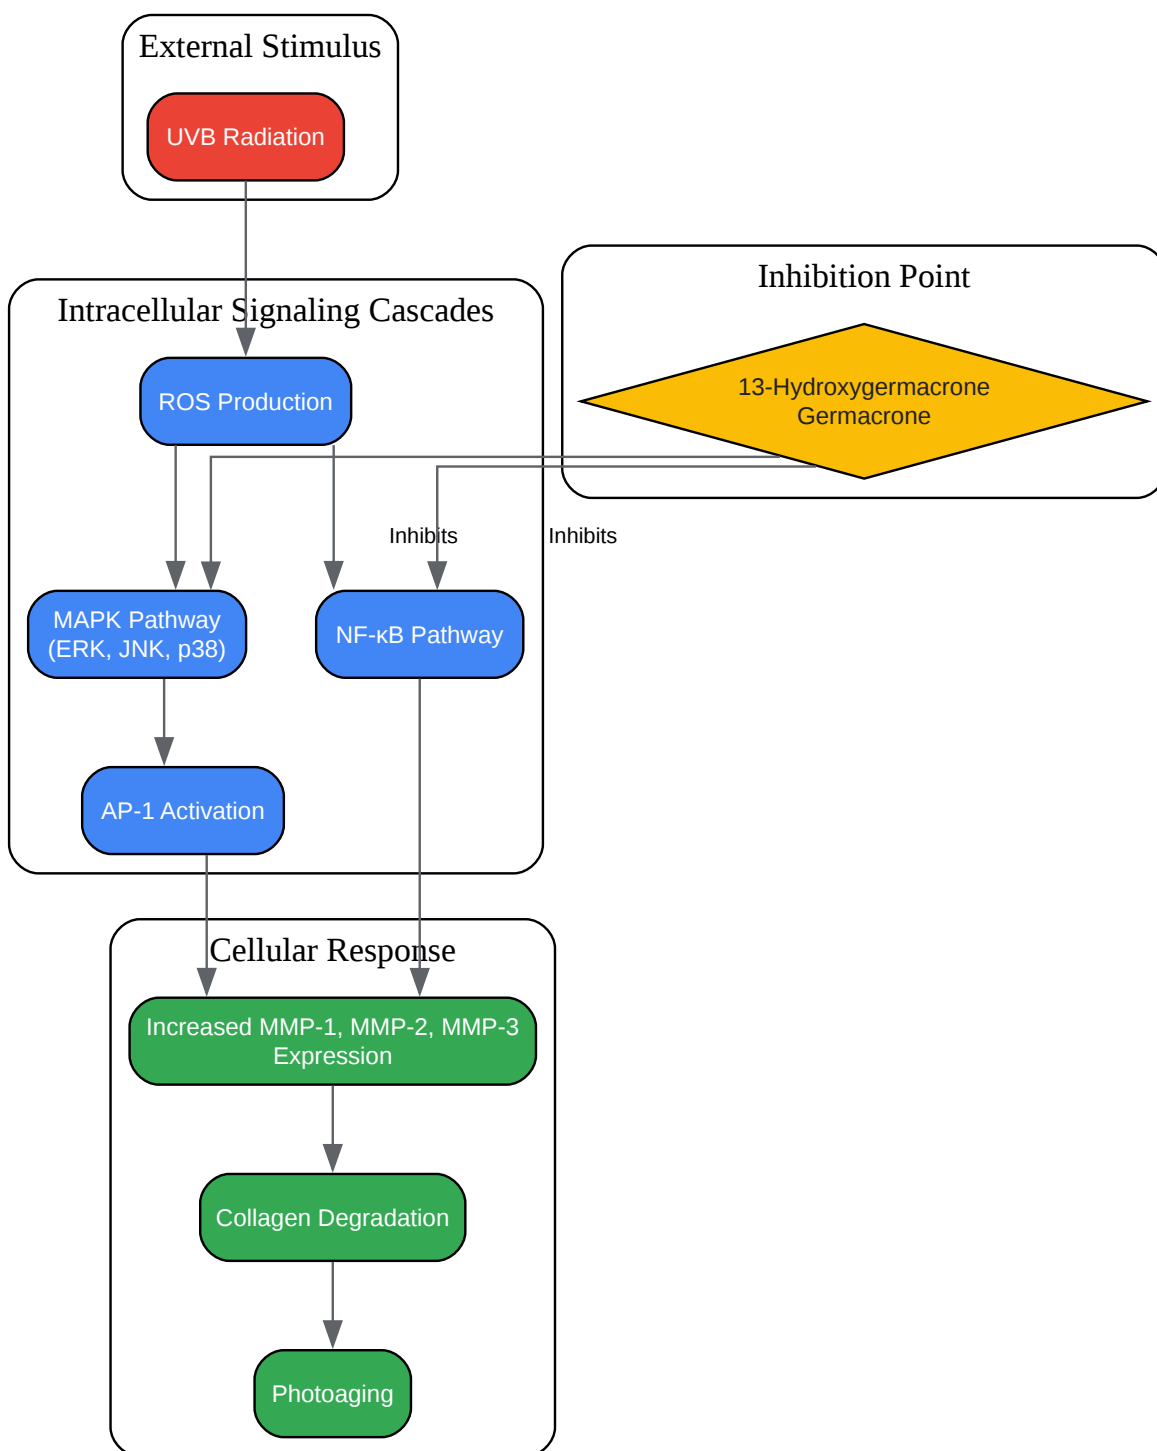 External Stimulus
UVB Radiation
Inhibition Point
Intracellular Signaling Cascades
13-Hydroxygermacrone
Germacrone
ROS Production
Inhibits
Inhibits
MAPK Pathway
(ERK, JNK, p38)
NF-κB Pathway
AP-1 Activation
Cellular Response
Increased MMP-1, MMP-2, MMP-3
Expression
Collagen Degradation
Photoaging